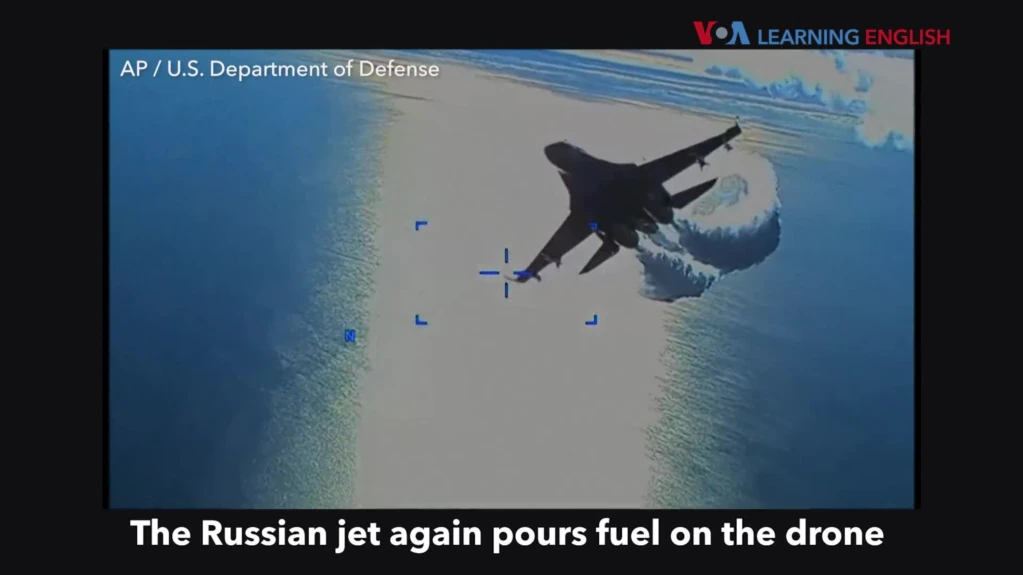 VOA LEARNING ENGLISH
AP / U.S. Department of Defense
N
The Russian jet again pours fuel on the drone